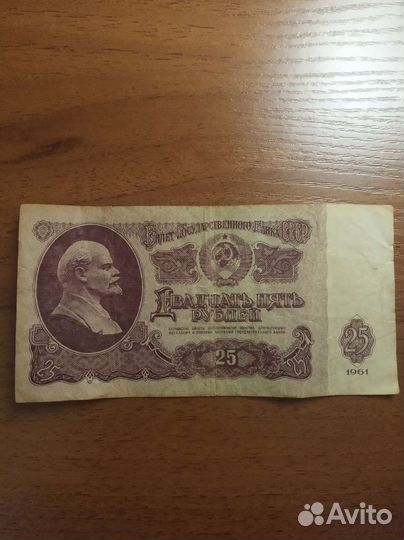 Билет Государственного Банка СССР
Двадцать пять
рублей
25
25
1961
Avito